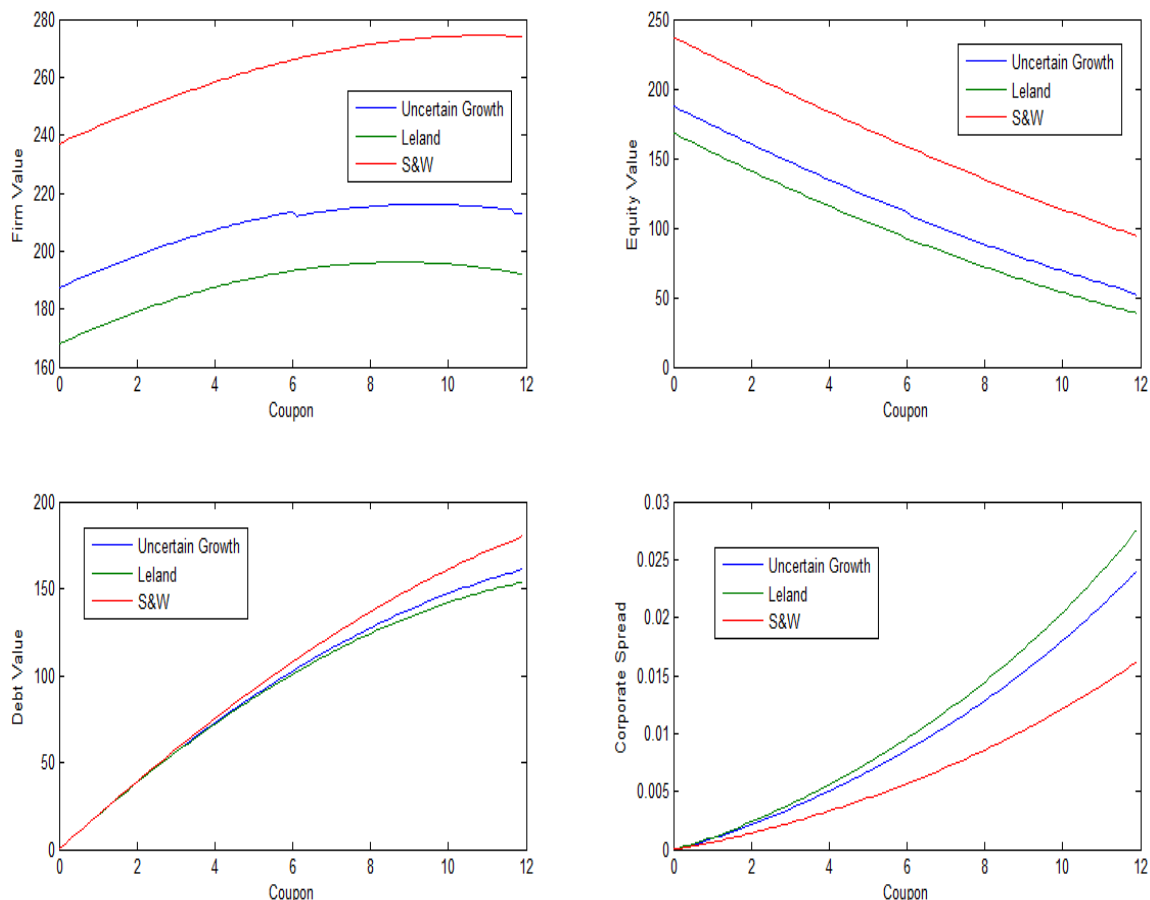 280
260
240
220
200
180
160
0
2
4
6
8
10
12
Firm Value
Coupon
Uncertain Growth
Leland
S&W
250
200
150
100
50
0
0
2
4
6
8
10
12
Equity Value
Coupon
Uncertain Growth
Leland
S&W
200
150
100
50
0
0
2
4
6
8
10
12
Debt Value
Coupon
Uncertain Growth
Leland
S&W
0.03
0.025
0.02
0.015
0.01
0.005
0
0
2
4
6
8
10
12
Corporate Spread
Coupon
Uncertain Growth
Leland
S&W